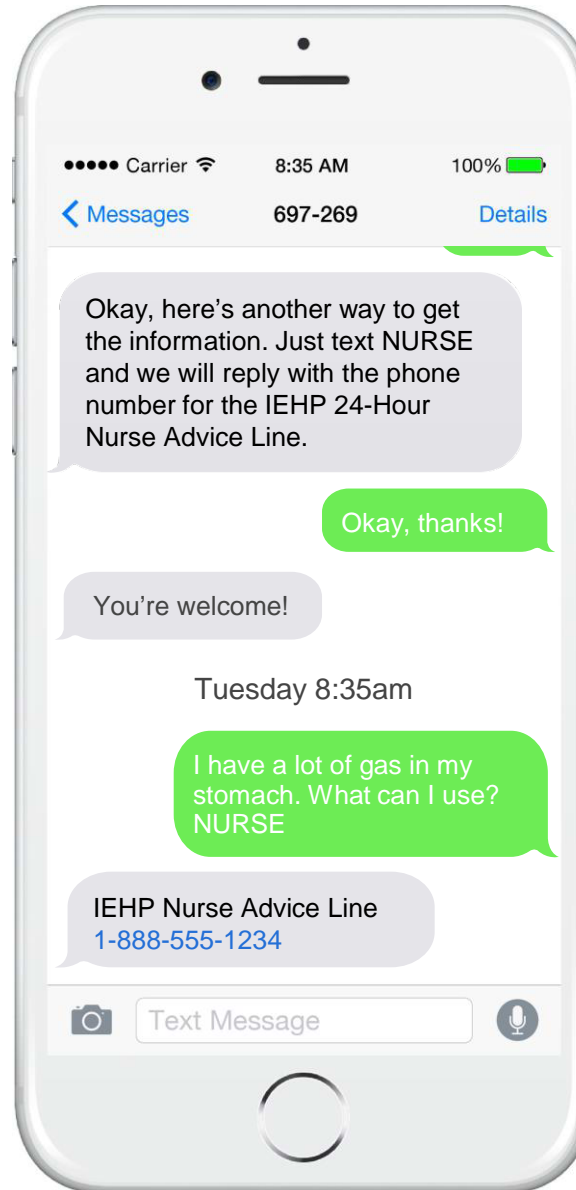 Carrier 8:35 AM 100%
Messages 697-269 Details
Okay, here’s another way to get
the information. Just text NURSE
and we will reply with the phone
number for the IEHP 24-Hour
Nurse Advice Line.
Okay, thanks!
You’re welcome!
Tuesday 8:35am
I have a lot of gas in my
stomach. What can I use?
NURSE
IEHP Nurse Advice Line
1-888-555-1234
Text Message